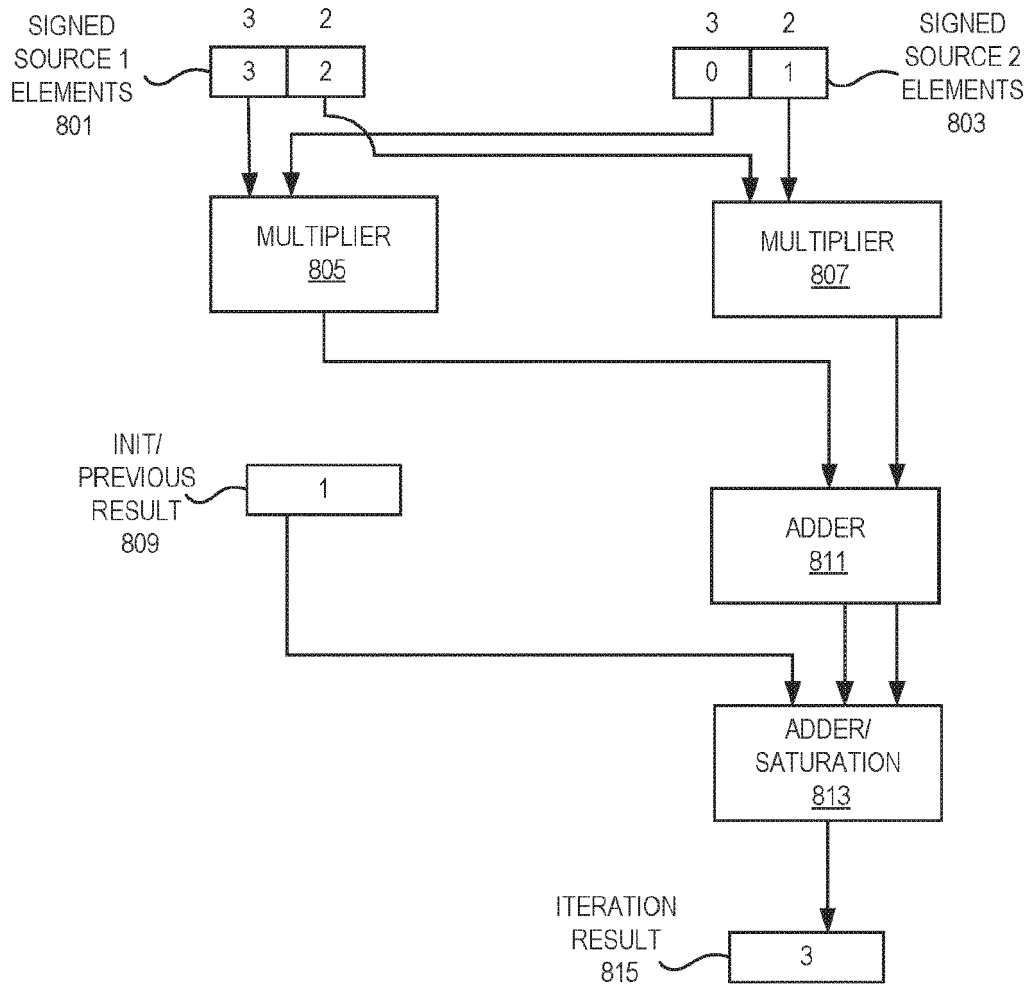 SIGNED
SOURCE 1
ELEMENTS
801
3 2
3 2
3 2
0 1
SIGNED
SOURCE 2
ELEMENTS
803
MULTIPLIER
805
MULTIPLIER
807
INIT/
PREVIOUS
RESULT
809
1
ADDER
811
ADDER/
SATURATION
813
ITERATION
RESULT
815
3